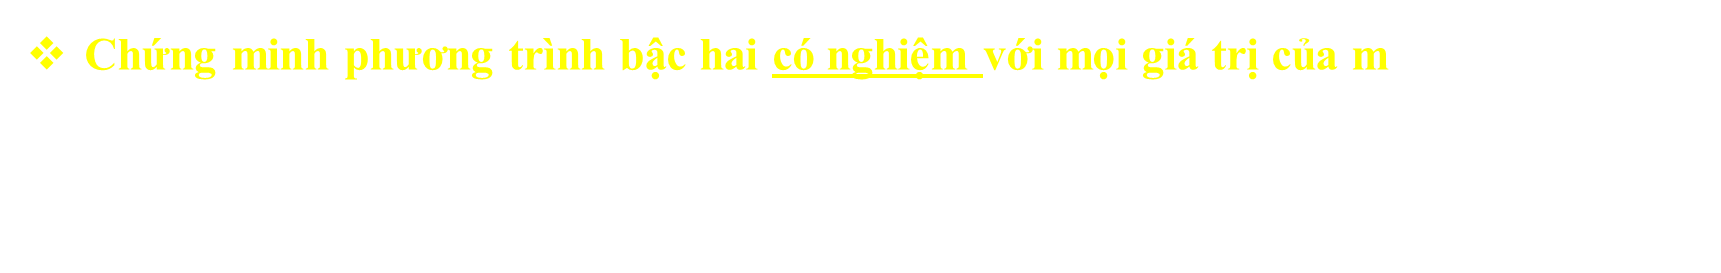 ❖ Chứng minh phương trình bậc hai có nghiệm với mọi giá trị của m